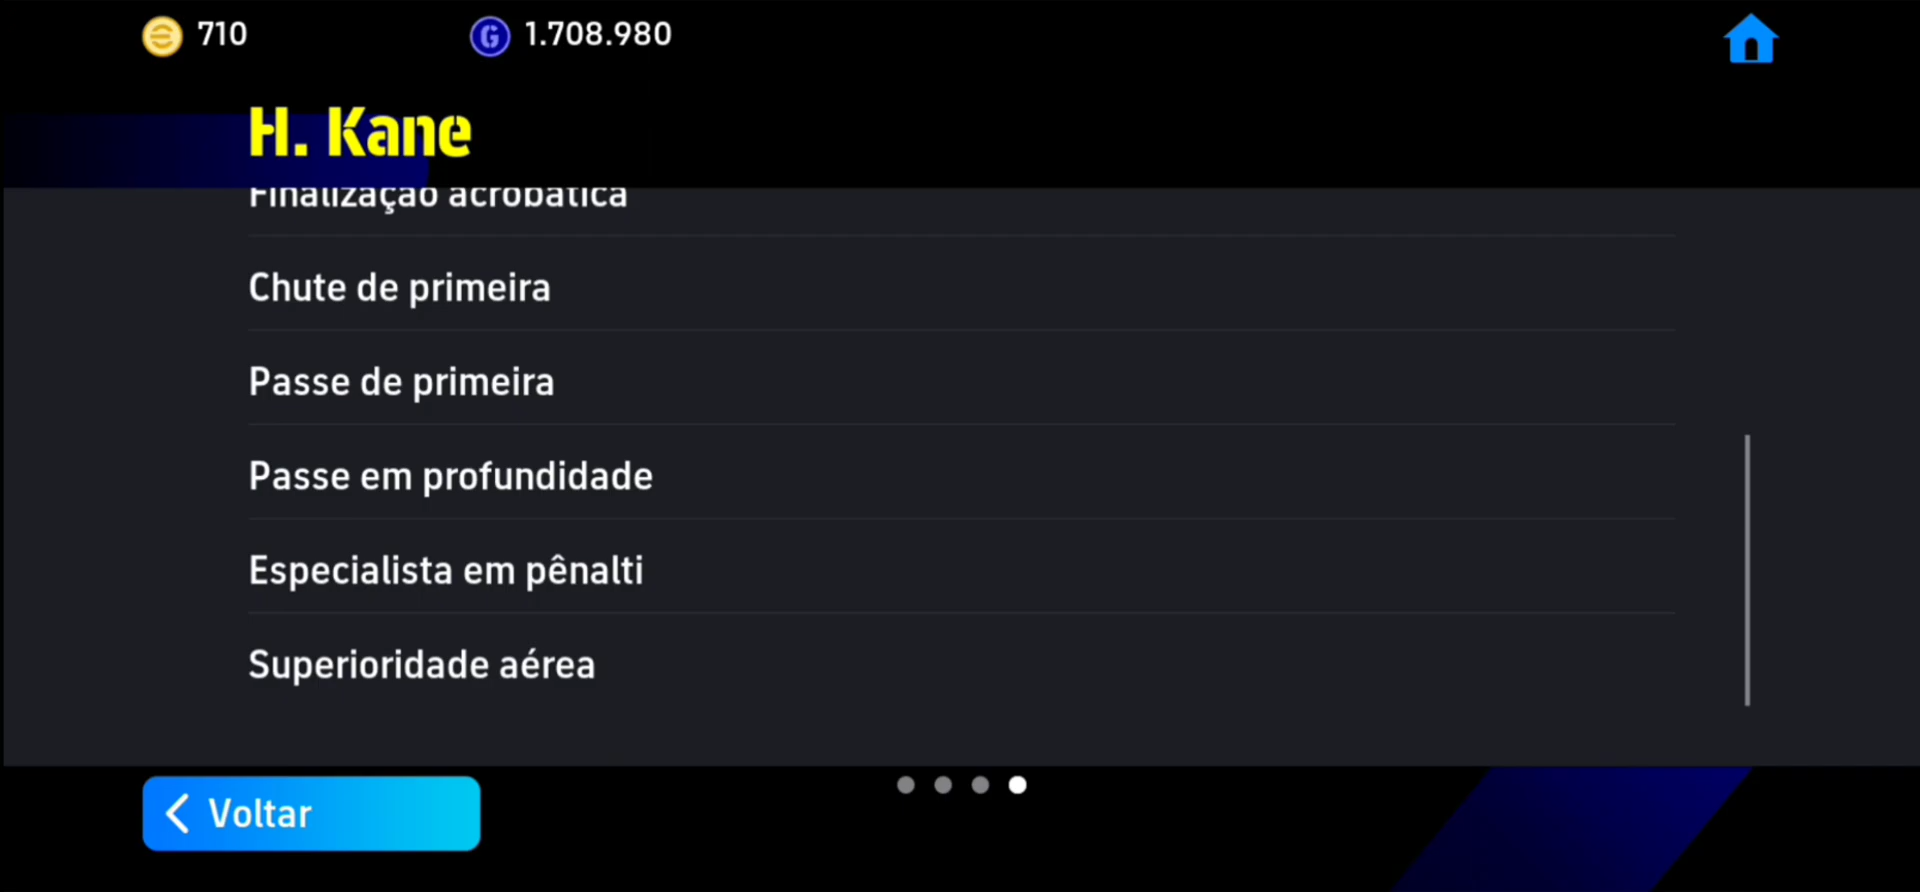 710
1.708.980
H. Kane
Finalização acrobática
Chute de primeira
Passe de primeira
Passe em profundidade
Especialista em pênalti
Superioridade aérea
Voltar